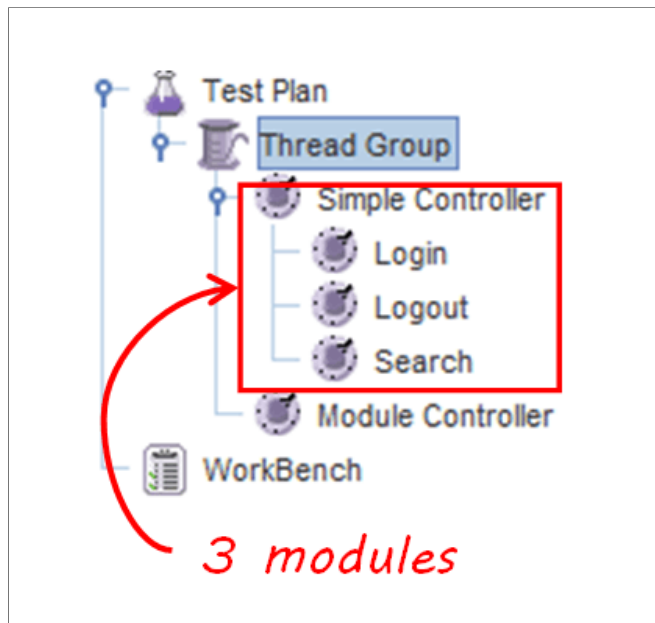 Test Plan
Thread Group
Simple Controller
Login
Logout
Search
Module Controller
WorkBench
3 modules